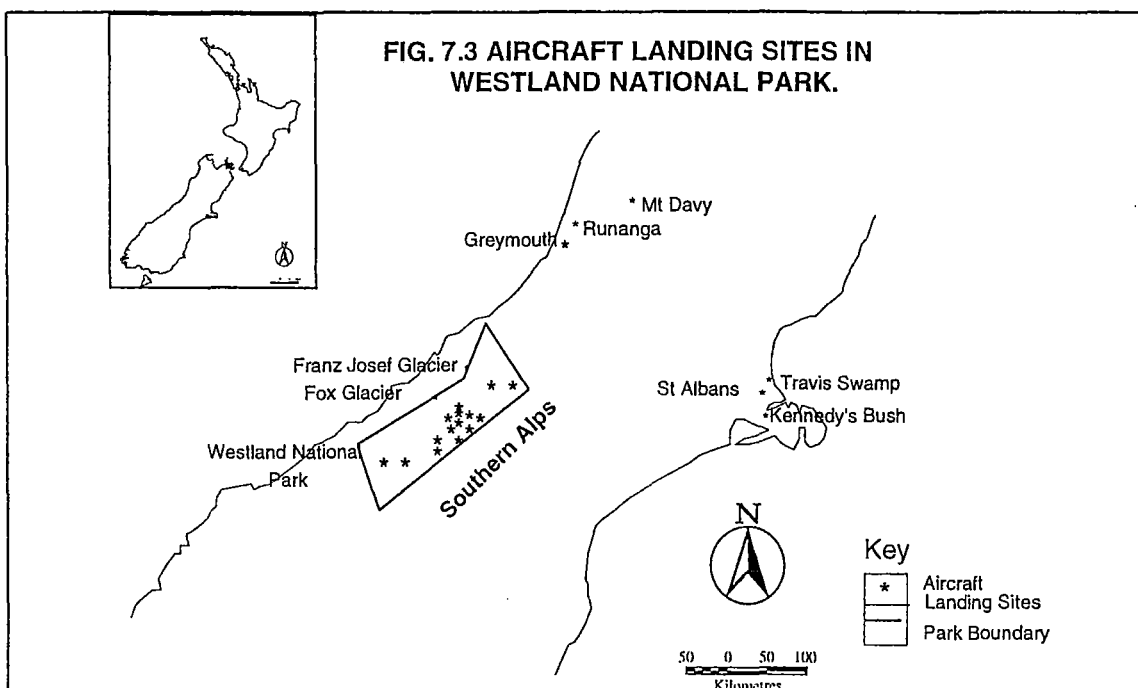 FIG. 7.3 AIRCRAFT LANDING SITES IN
WESTLAND NATIONAL PARK.
N
* Mt Davy
* Runanga
Greymouth *
Franz Josef Glacier
Fox Glacier
Westland National
Park
Southern Alps
St Albans *
* Travis Swamp
* Kennedy's Bush
N
Key
* Aircraft
Landing Sites
Park Boundary
50 0 50 100
Kilometres